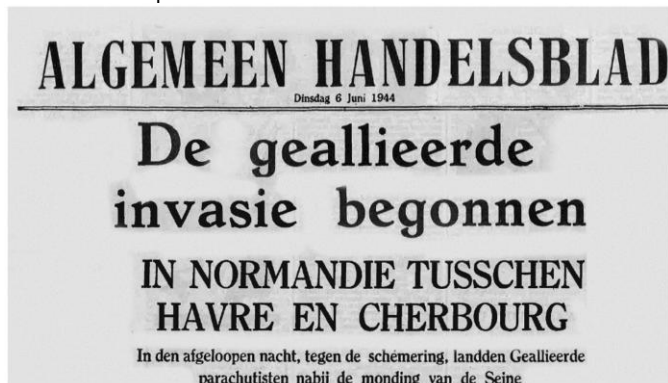 ALGEMEEN HANDELSBLAD
Dinsdag 6 Juni 1944
De geallieerde
invasie begonnen
IN NORMANDIE TUSSCHEN
HAVRE EN CHERBOURG
In den afgeloopen nacht, tegen de schemering, landden Geallieerde
parachutisten nabij de monding van de Seine